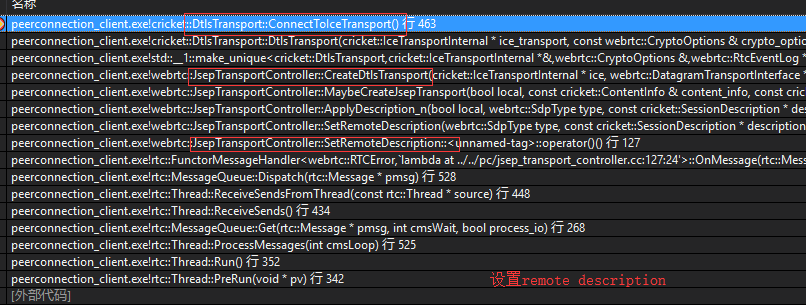 名称
peerconnection_client.exe!cricket::DtlsTransport::ConnectToIceTransport() 行 463
peerconnection_client.exe!cricket::DtlsTransport::DtlsTransport(cricket::IceTransportInternal * ice_transport, const webrtc::CryptoOptions & crypto_optic
peerconnection_client.exe!std::__1::make_unique<cricket::DtlsTransport,cricket::IceTransportInternal *&,webrtc::CryptoOptions &,webrtc::RtcEventLog *
peerconnection_client.exe!webrtc::JsepTransportController::CreateDtlsTransport(cricket::IceTransportInternal * ice, webrtc::DatagramTransportInterface *
peerconnection_client.exe!webrtc::JsepTransportController::MaybeCreateJsepTransport(bool local, const cricket::ContentInfo & content_info, const cric
peerconnection_client.exe!webrtc::JsepTransportController::ApplyDescription_n(bool local, webrtc::SdpType type, const cricket::SessionDescription * des
peerconnection_client.exe!webrtc::JsepTransportController::SetRemoteDescription(webrtc::SdpType type, const cricket::SessionDescription * description
peerconnection_client.exe!webrtc::JsepTransportController::SetRemoteDescription::<unnamed-tag>::operator()() 行 127
peerconnection_client.exe!rtc::FunctorMessageHandler<webrtc::RTCError,`lambda at ../../pc/jsep_transport_controller.cc:127:24'>::OnMessage(rtc::Messa
peerconnection_client.exe!rtc::MessageQueue::Dispatch(rtc::Message * pmsg) 行 528
peerconnection_client.exe!rtc::Thread::ReceiveSendsFromThread(const rtc::Thread * source) 行 448
peerconnection_client.exe!rtc::Thread::ReceiveSends() 行 434
peerconnection_client.exe!rtc::MessageQueue::Get(rtc::Message * pmsg, int cmsWait, bool process_io) 行 268
peerconnection_client.exe!rtc::Thread::ProcessMessages(int cmsLoop) 行 525
peerconnection_client.exe!rtc::Thread::Run() 行 352
peerconnection_client.exe!rtc::Thread::PreRun(void * pv) 行 342
设置remote description
[外部代码]